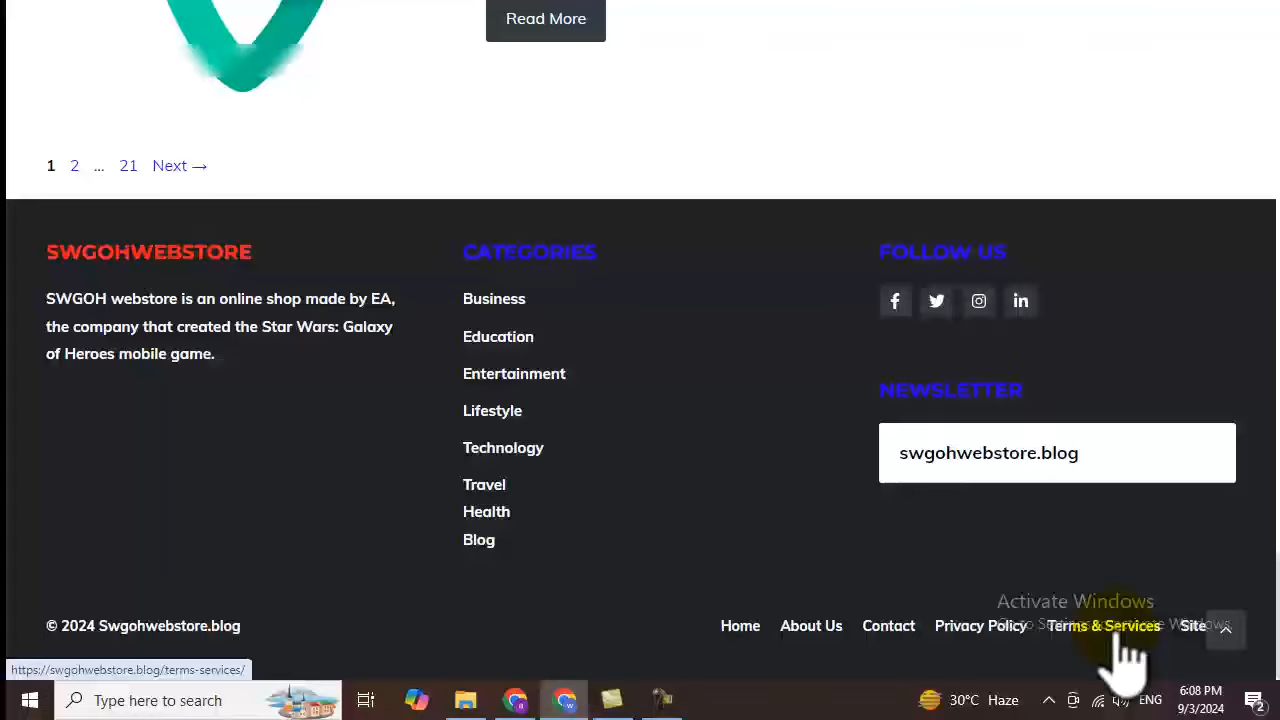 Read More
1 2 ... 21 Next →
SWGOHWEBSTORE
SWGOH webstore is an online shop made by EA,
the company that created the Star Wars: Galaxy
of Heroes mobile game.
CATEGORIES
Business
Education
Entertainment
Lifestyle
Technology
Travel
Health
Blog
FOLLOW US
NEWSLETTER
swgohwebstore.blog
Activate Windows
© 2024 Swgohwebstore.blog
Home About Us Contact Privacy Policy Terms & Services Site
https://swgohwebstore.blog/terms-services/
Type here to search
30°C Haze
ENG
6:08 PM
9/3/2024
2